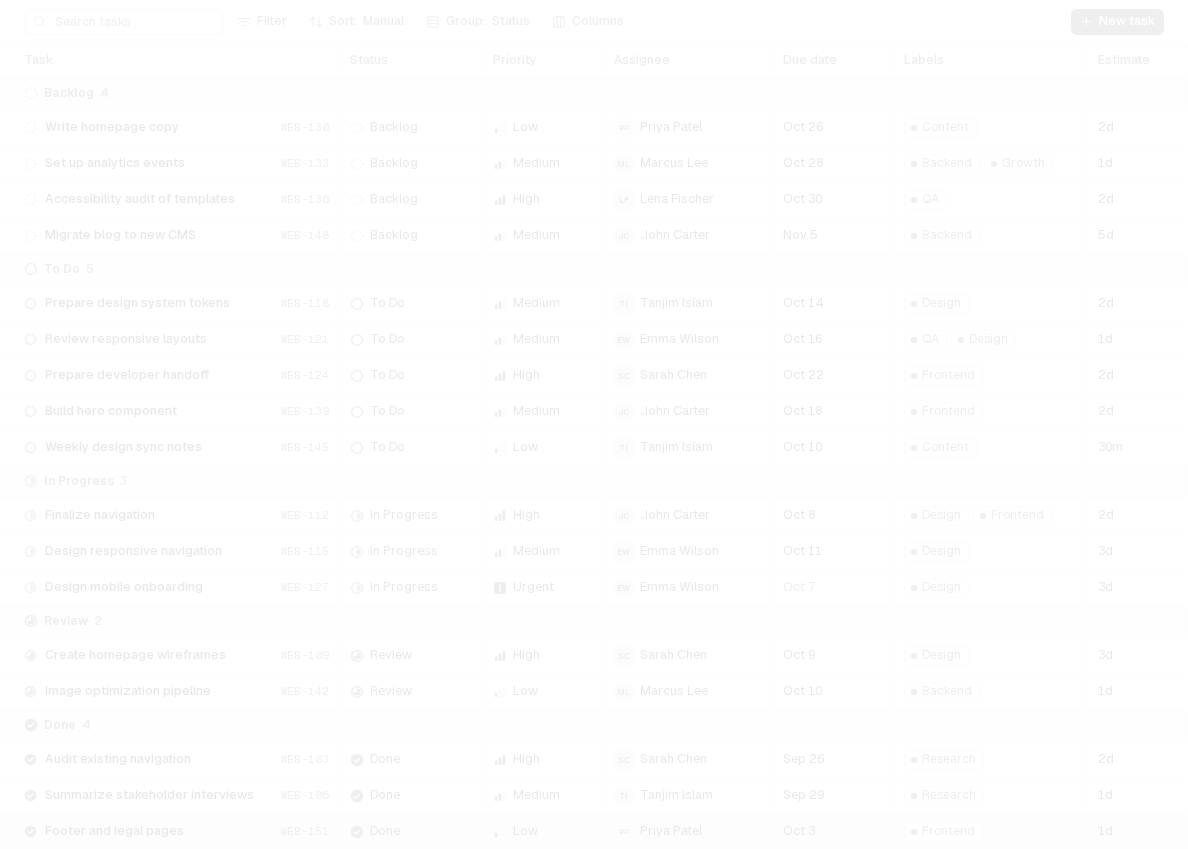 Search tasks Filter Sort: Manual Group: Status Columns + New task
Task Status Priority Assignee Due date Labels Estimate
Backlog 4
Write homepage copy WEB-130 Backlog Low PP Priya Patel Oct 26 Content 2d
Set up analytics events WEB-133 Backlog Medium ML Marcus Lee Oct 28 Backend Growth 1d
Accessibility audit of templates WEB-136 Backlog High LF Lena Fischer Oct 30 QA 2d
Migrate blog to new CMS WEB-148 Backlog Medium JC John Carter Nov 5 Backend 5d
To Do 5
Prepare design system tokens WEB-118 To Do Medium TI Tanjim Islam Oct 14 Design 2d
Review responsive layouts WEB-121 To Do Medium EW Emma Wilson Oct 16 QA Design 1d
Prepare developer handoff WEB-124 To Do High SC Sarah Chen Oct 22 Frontend 2d
Build hero component WEB-139 To Do Medium JC John Carter Oct 18 Frontend 2d
Weekly design sync notes WEB-145 To Do Low TI Tanjim Islam Oct 10 Content 30m
In Progress 3
Finalize navigation WEB-112 In Progress High JC John Carter Oct 8 Design Frontend 2d
Design responsive navigation WEB-115 In Progress Medium EW Emma Wilson Oct 11 Design 3d
Design mobile onboarding WEB-127 In Progress Urgent EW Emma Wilson Oct 7 Design 3d
Review 2
Create homepage wireframes WEB-109 Review High SC Sarah Chen Oct 9 Design 3d
Image optimization pipeline WEB-142 Review Low ML Marcus Lee Oct 10 Backend 1d
Done 4
Audit existing navigation WEB-103 Done High SC Sarah Chen Sep 26 Research 2d
Summarize stakeholder interviews WEB-106 Done Medium TI Tanjim Islam Sep 29 Research 1d
Footer and legal pages WEB-151 Done Low PP Priya Patel Oct 3 Frontend 1d